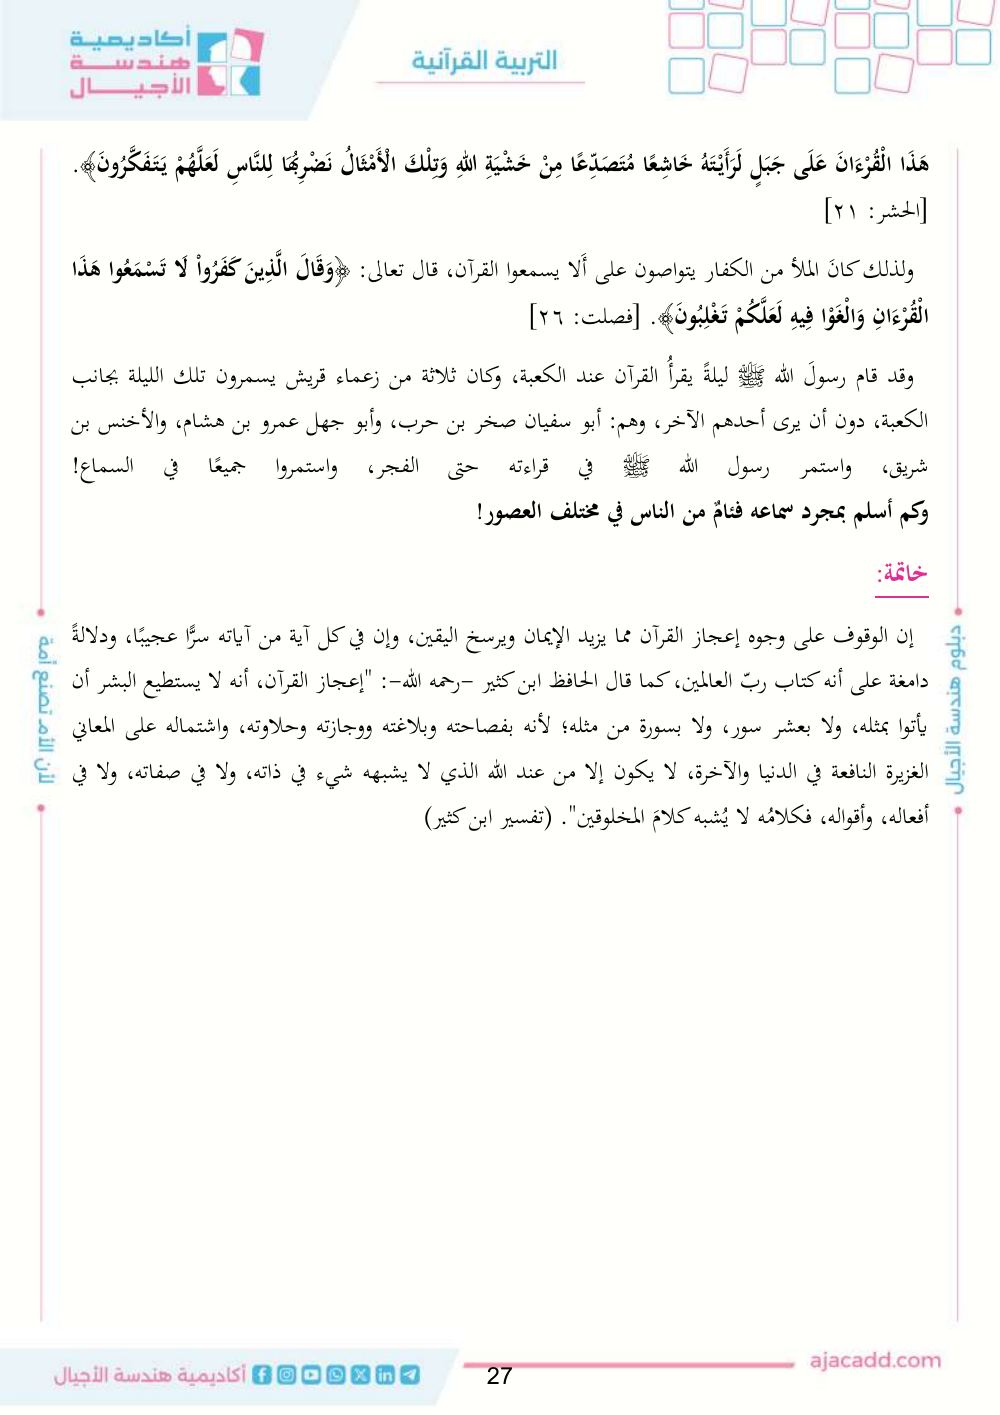 أكاديمية
هندسة
الأجيال
التربية القرآنية
هَذَا الْقُرْءَانَ عَلَى جَبَلٍ لَرَأَيْتَهُ خَاشِعًا مُتَصَدِّعًا مِنْ خَشْيَةِ اللهِ وَتِلْكَ الْأَمْثَالُ نَضْرِبُهَا لِلنَّاسِ لَعَلَّهُمْ يَتَفَكَّرُونَ﴾.
[الحشر: ٢١]
ولذلك كانَ الملأ من الكفار يتواصون على أَلا يسمعوا القرآن، قال تعالى: ﴿وَقَالَ الَّذِينَ كَفَرُواْ لَا تَسْمَعُوا هَذَا
الْقُرْءَانِ وَالْغَوْا فِيهِ لَعَلَّكُمْ تَغْلِبُونَ﴾. [فصلت: ٢٦]
وقد قام رسولَ الله ﷺ ليلةً يقرأُ القرآن عند الكعبة، وكان ثلاثة من زعماء قريش يسمرون تلك الليلة بجانب
الكعبة، دون أن يرى أحدهم الآخر، وهم: أبو سفيان صخر بن حرب، وأبو جهل عمرو بن هشام، والأخنس بن
شريق، واستمر رسول الله ﷺ في قراءته حتى الفجر، واستمروا جميعًا في السماع!
وكم أسلم بمجرد سماعه فئامٌ من الناس في مختلف العصور!
خاتمة:
إن الوقوف على وجوه إعجاز القرآن مما يزيد الإيمان ويرسخ اليقين، وإن في كل آية من آياته سرًّا عجيبًا، ودلالةً
دامغة على أنه كتاب ربّ العالمين، كما قال الحافظ ابن كثير -رحمه الله-: "إعجاز القرآن، أنه لا يستطيع البشر أن
يأتوا بمثله، ولا بعشر سور، ولا بسورة من مثله؛ لأنه بفصاحته وبلاغته ووجازته وحلاوته، واشتماله على المعاني
الغزيرة النافعة في الدنيا والآخرة، لا يكون إلا من عند الله الذي لا يشبهه شيء في ذاته، ولا في صفاته، ولا في
أفعاله، وأقواله، فكلامُه لا يُشبه كلامَ المخلوقين". (تفسير ابن كثير)
دبلوم هندسة الأجيال
لأن الأم تصنع أمة
ajacadd.com
27
أكاديمية هندسة الأجيال